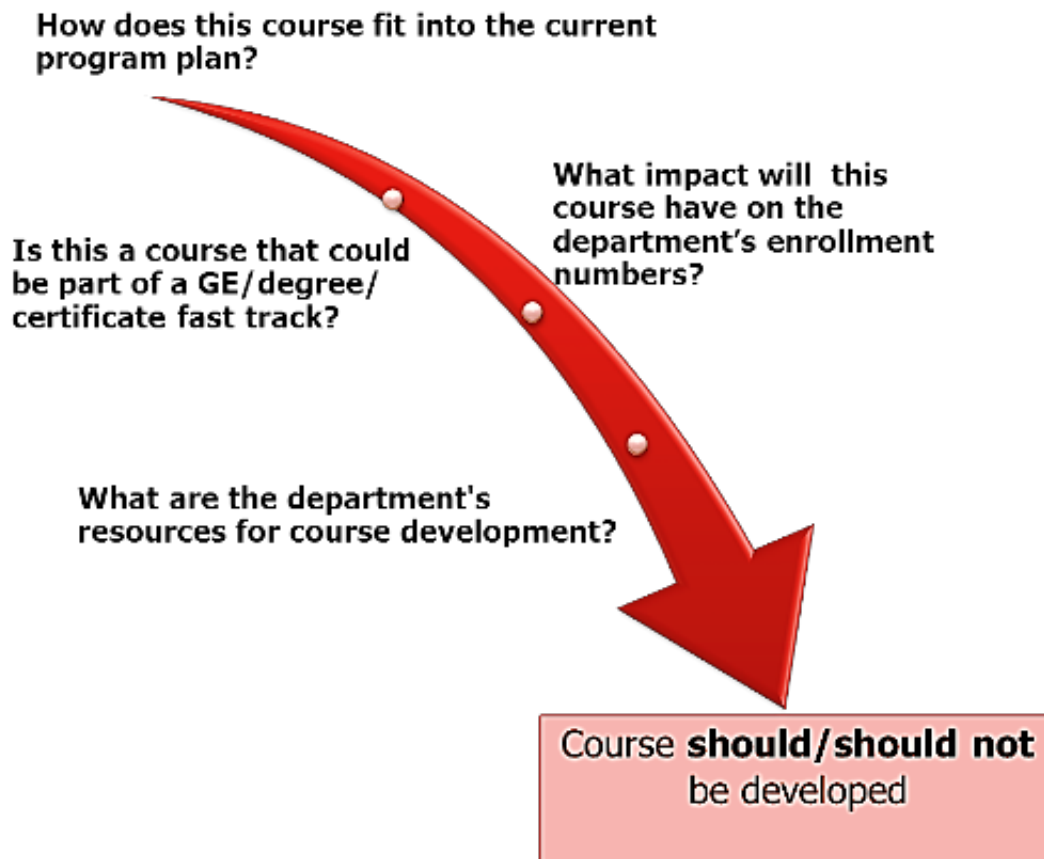 How does this course fit into the current
program plan?
What impact will this
course have on the
department's enrollment
numbers?
Is this a course that could
be part of a GE/degree/
certificate fast track?
What are the department's
resources for course development?
Course should/should not
be developed